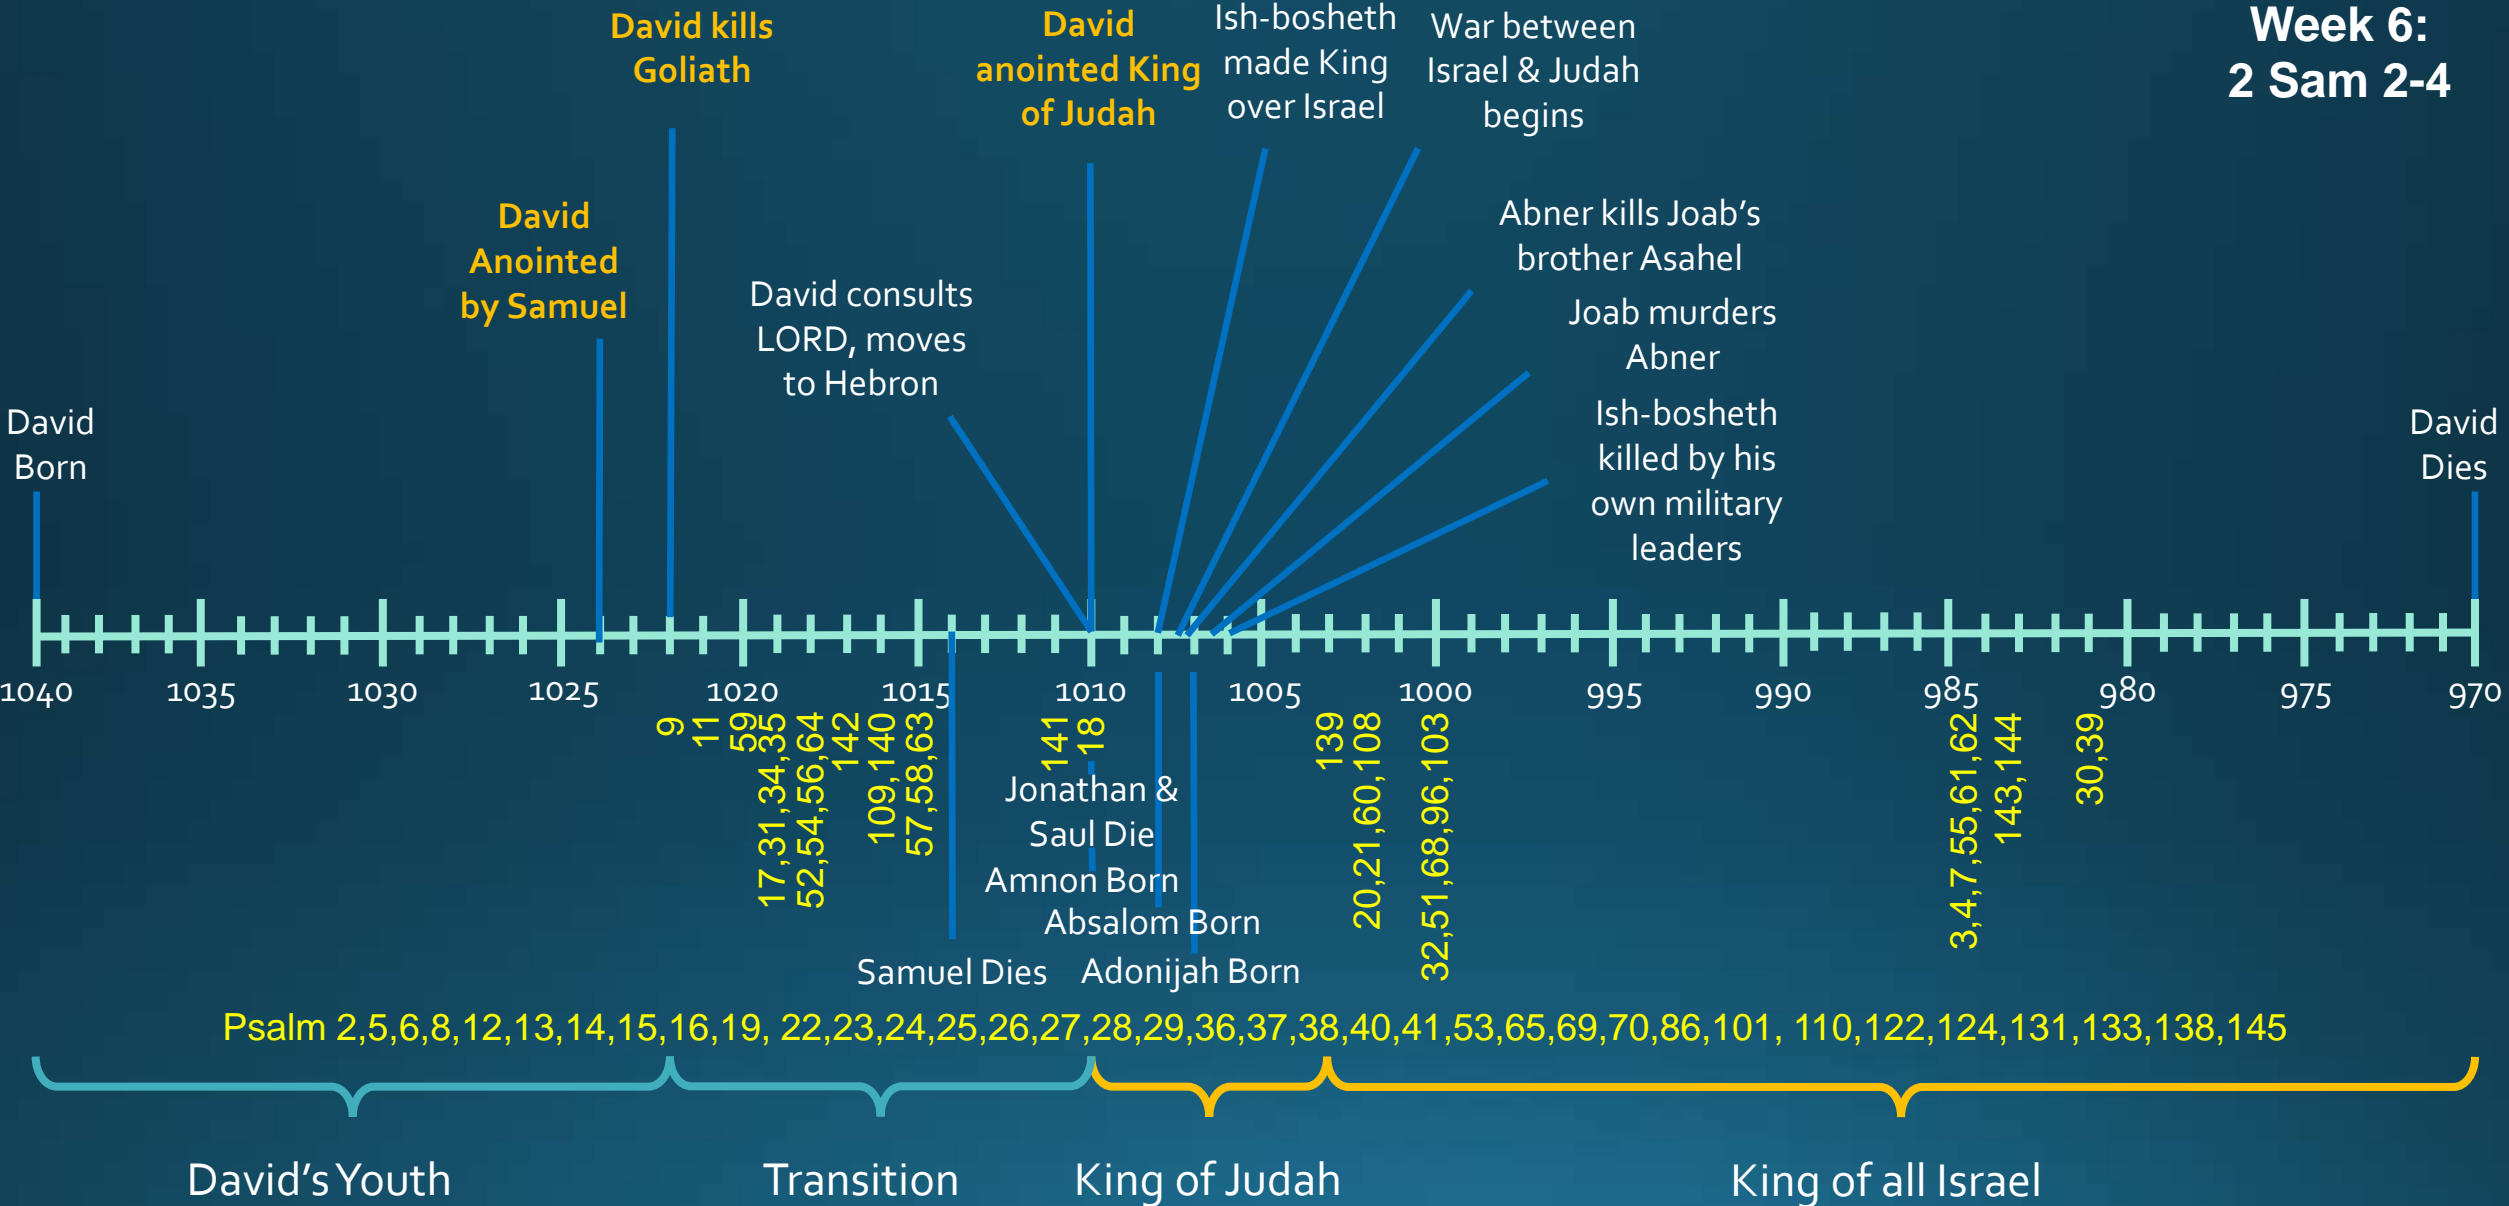 Week 6:
2 Sam 2-4
David kills
Goliath
David
anointed King
of Judah
Ish-bosheth
made King
over Israel
War between
Israel & Judah
begins
David
Anointed
by Samuel
David consults
LORD, moves
to Hebron
Abner kills Joab’s
brother Asahel
Joab murders
Abner
Ish-bosheth
killed by his
own military
leaders
David
Born
David
Dies
1040 1035 1030 1025 1020 1015 1010 1005 1000 995 990 985 980 975 970
9
11
59
17,31,34,35
52,54,56,64
142
109,140
57,58,63
141
18
139
20,21,60,108
32,51,68,96,103
3,4,7,55,61,62
143,144
30,39
Jonathan &
Saul Die
Amnon Born
Absalom Born
Samuel Dies
Adonijah Born
Psalm 2,5,6,8,12,13,14,15,16,19, 22,23,24,25,26,27,28,29,36,37,38,40,41,53,65,69,70,86,101, 110,122,124,131,133,138,145
David’s Youth
Transition
King of Judah
King of all Israel